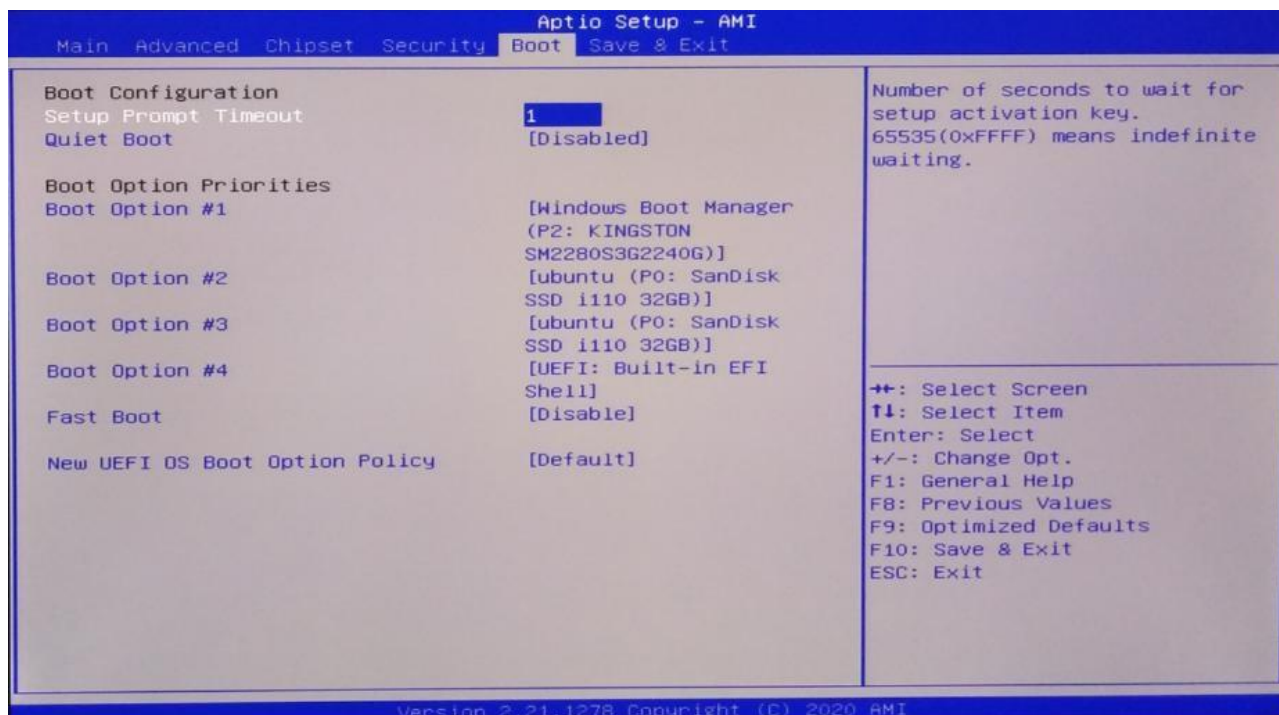 Aptio Setup - AMI
Main Advanced Chipset Security Boot Save & Exit
Boot Configuration
Setup Prompt Timeout 1
Quiet Boot [Disabled]
Boot Option Priorities
Boot Option #1 [Windows Boot Manager
(P2: KINGSTON
SM2280S3G2240G)]
Boot Option #2 [ubuntu (P0: SanDisk
SSD i110 32GB)]
Boot Option #3 [ubuntu (P0: SanDisk
SSD i110 32GB)]
Boot Option #4 [UEFI: Built-in EFI
Shell]
Fast Boot [Disable]
New UEFI OS Boot Option Policy [Default]
Number of seconds to wait for
setup activation key.
65535(0xFFFF) means indefinite
waiting.
→←: Select Screen
↑↓: Select Item
Enter: Select
+/-: Change Opt.
F1: General Help
F8: Previous Values
F9: Optimized Defaults
F10: Save & Exit
ESC: Exit
Version 2.21.1278 Copyright (C) 2020 AMI